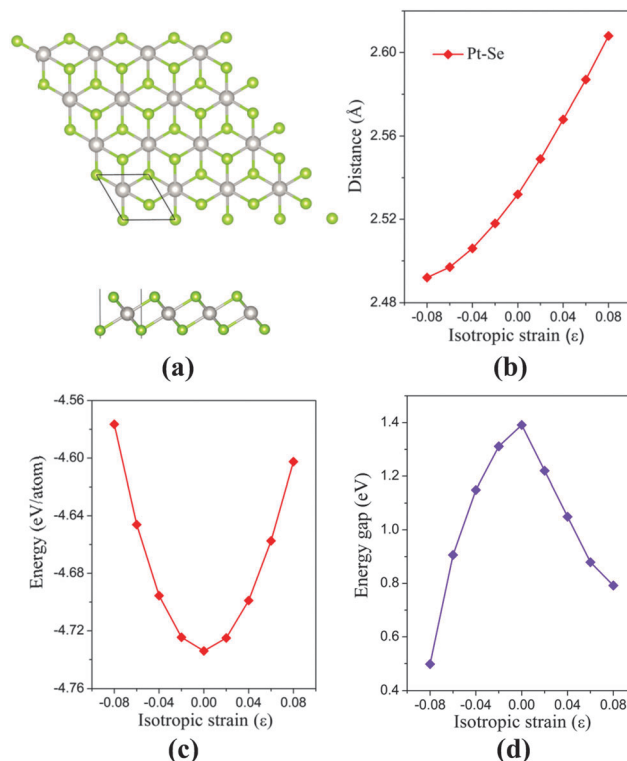 (a)
2.60
2.56
2.52
2.48
Distance (Å)
Pt-Se
-0.08 -0.04 0.00 0.04 0.08
Isotropic strain (ε)
(b)
-4.56
-4.60
-4.64
-4.68
-4.72
-4.76
Energy (eV/atom)
-0.08 -0.04 0.00 0.04 0.08
Isotropic strain (ε)
(c)
1.4
1.2
1.0
0.8
0.6
0.4
Energy gap (eV)
-0.08 -0.04 0.00 0.04 0.08
Isotropic strain (ε)
(d)